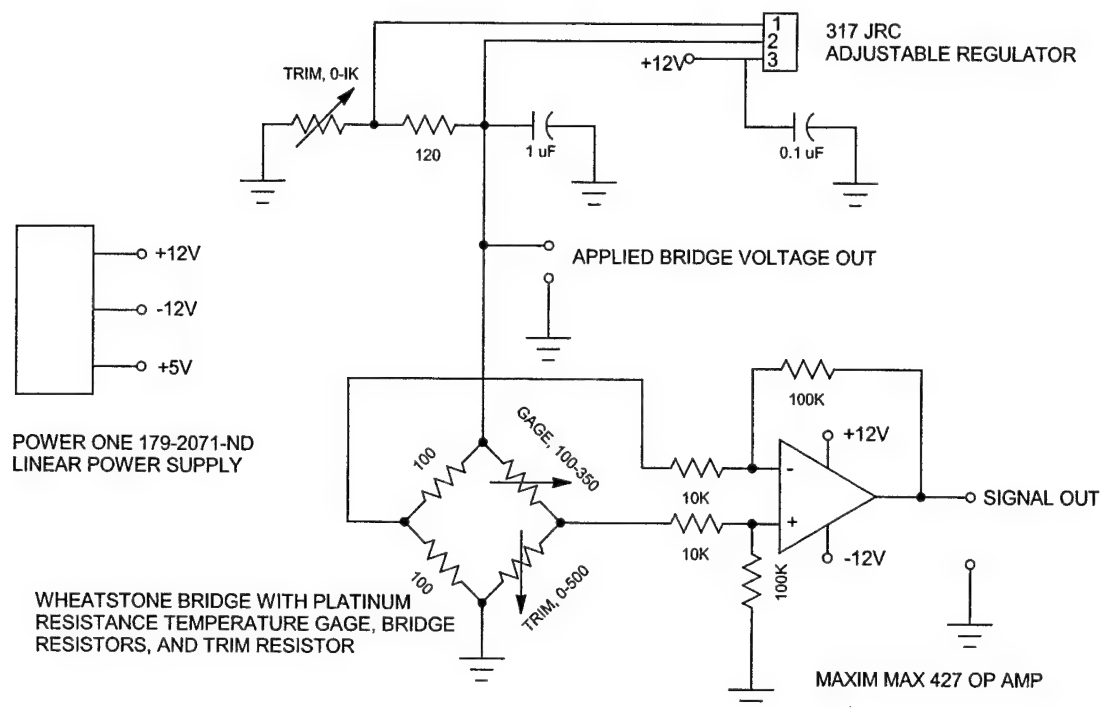 1
2
3
317 JRC
ADJUSTABLE REGULATOR
+12V
TRIM, 0-IK
120
1 uF
0.1 uF
+12V
-12V
+5V
APPLIED BRIDGE VOLTAGE OUT
POWER ONE 179-2071-ND
LINEAR POWER SUPPLY
100
GAGE, 100-350
100K
+12V
-
10K
SIGNAL OUT
+
10K
-12V
100
TRIM, 0-500
100K
WHEATSTONE BRIDGE WITH PLATINUM
RESISTANCE TEMPERATURE GAGE, BRIDGE
RESISTORS, AND TRIM RESISTOR
MAXIM MAX 427 OP AMP